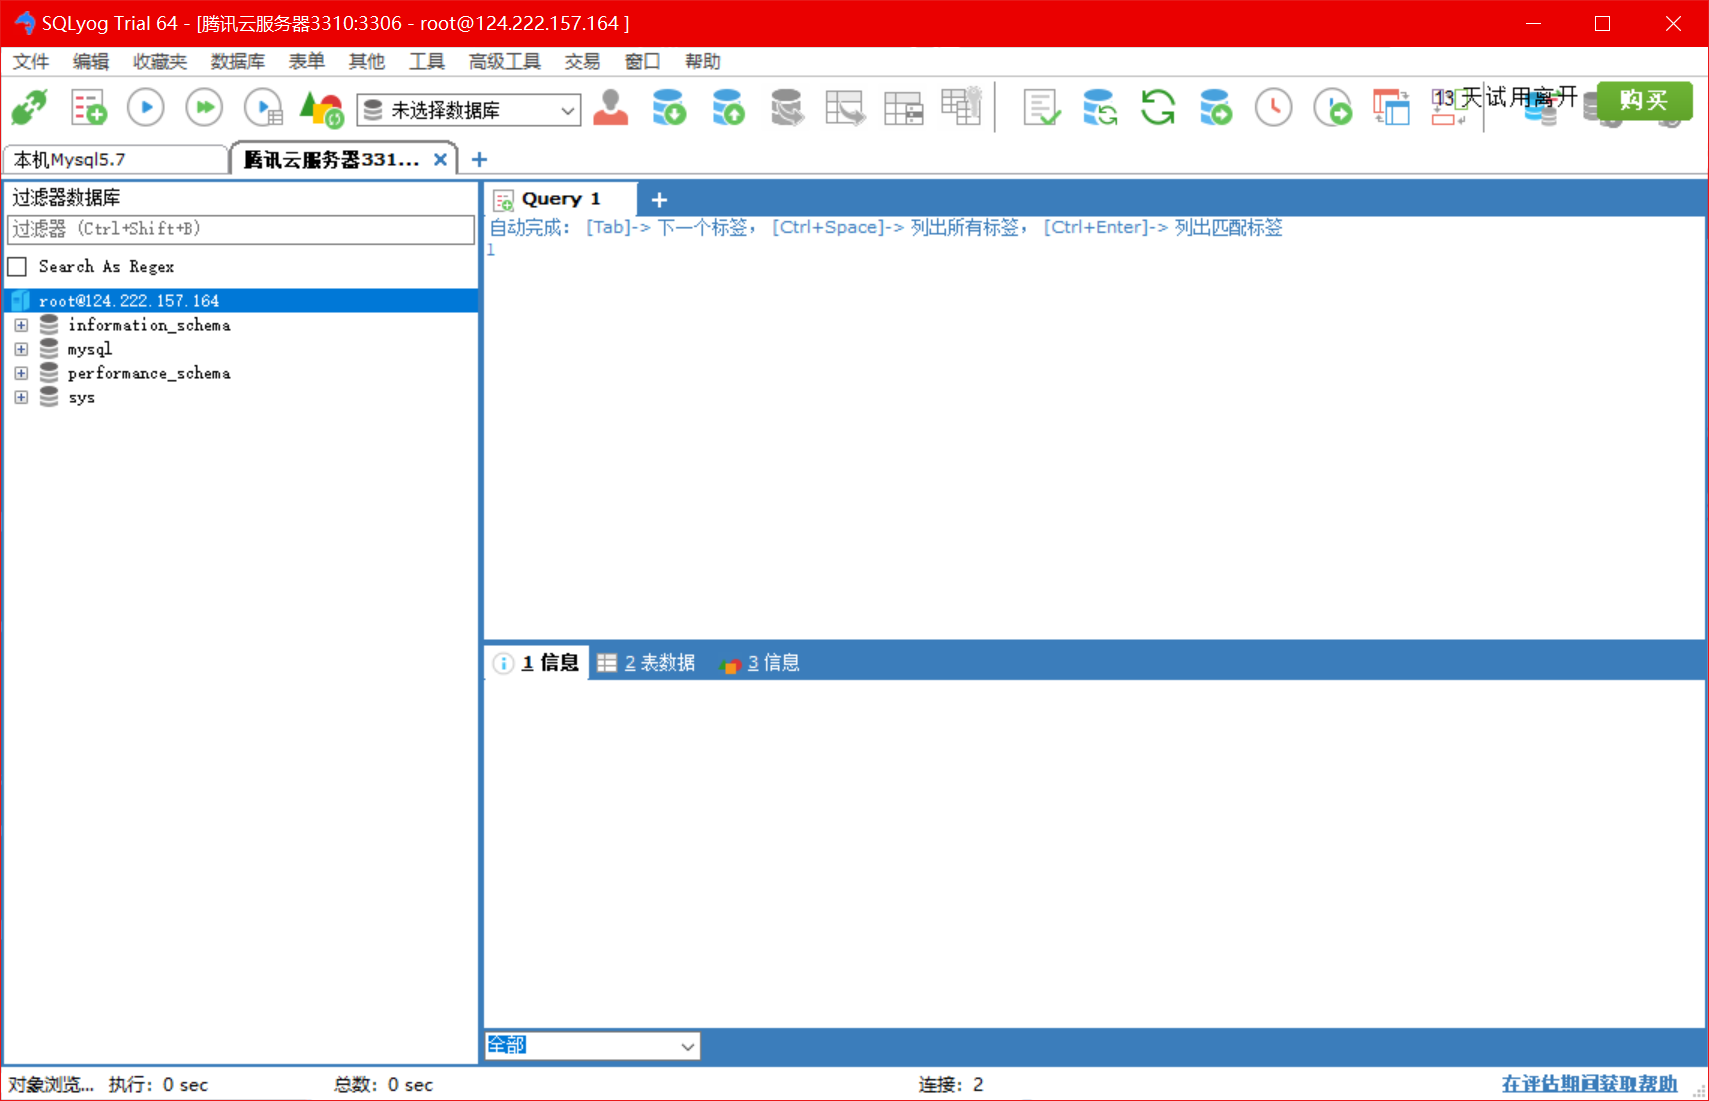 SQLyog Trial 64 - [腾讯云服务器3310:3306 - root@124.222.157.164 ]
文件 编辑 收藏夹 数据库 表单 其他 工具 高级工具 交易 窗口 帮助
未选择数据库 13 天试用离开 购买
本机Mysql5.7 腾讯云服务器331...
过滤器数据库
过滤器 (Ctrl+Shift+B)
Search As Regex
root@124.222.157.164
information_schema
mysql
performance_schema
sys
Query 1
自动完成: [Tab]-> 下一个标签, [Ctrl+Space]-> 列出所有标签, [Ctrl+Enter]-> 列出匹配标签
1
1 信息 2 表数据 3 信息
全部
对象浏览... 执行: 0 sec 总数: 0 sec 连接: 2 在评估期间获取帮助